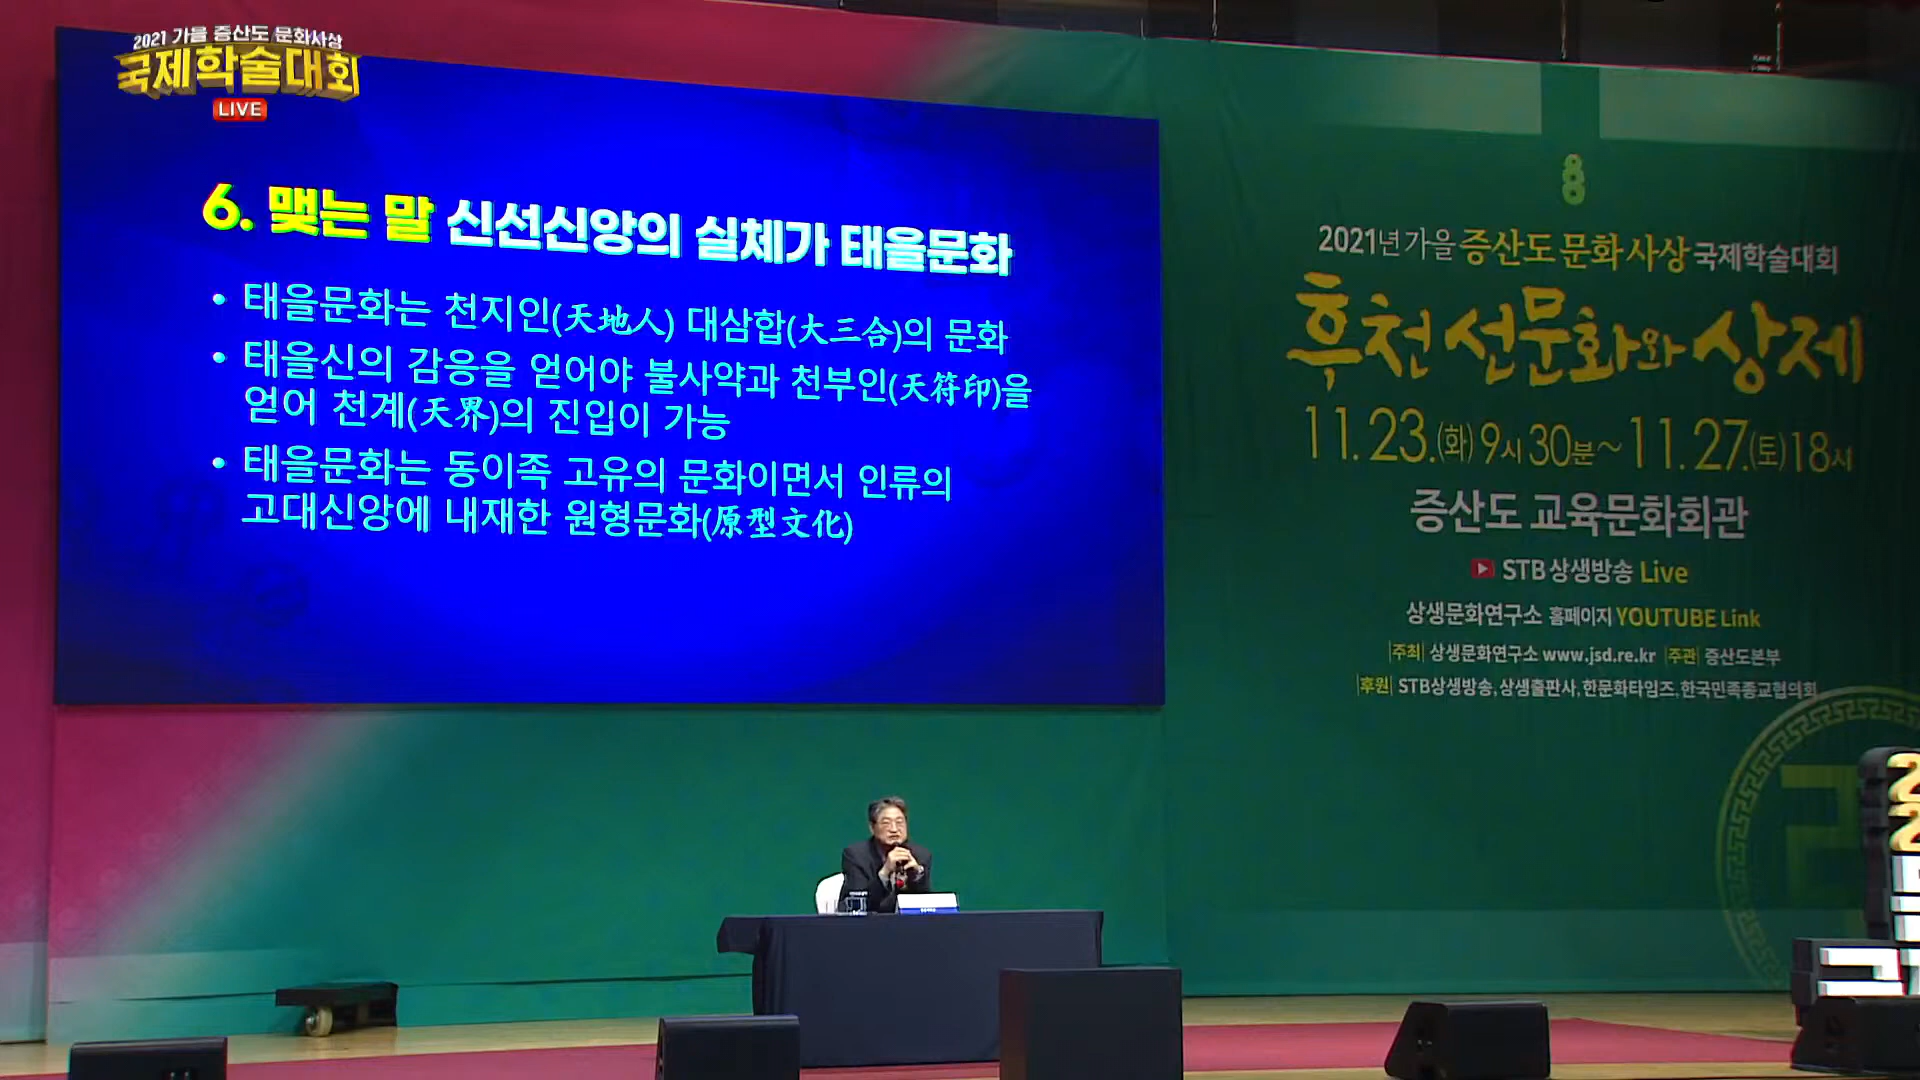 2021 가을 증산도 문화사상
국제학술대회
LIVE
6. 맺는 말 신선신앙의 실체가 태을문화
• 태을문화는 천지인(天地人) 대삼합(大三合)의 문화
• 태을신의 감응을 얻어야 불사약과 천부인(天符印)을
얻어 천계(天界)의 진입이 가능
• 태을문화는 동이족 고유의 문화이면서 인류의
고대신앙에 내재한 원형문화(原型文化)
2021년 가을 증산도 문화 사상 국제학술대회
후천 선문화와 상제
11. 23.(화) 9시 30분~11. 27.(토) 18시
증산도 교육문화회관
STB 상생방송 Live
상생문화연구소 홈페이지 YOUTUBE Link
|주최| 상생문화연구소 www.jsd.re.kr |주관| 증산도본부
|후원| STB상생방송, 상생출판사, 한문화타임즈, 한국민족종교협의회